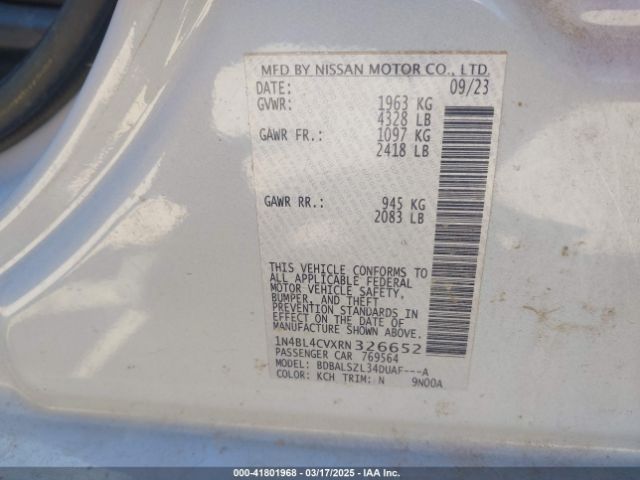 MFD BY NISSAN MOTOR CO., LTD.
DATE: 09/23
GVWR: 1963 KG
4328 LB
GAWR FR.: 1097 KG
2418 LB
GAWR RR.: 945 KG
2083 LB
THIS VEHICLE CONFORMS TO
ALL APPLICABLE FEDERAL
MOTOR VEHICLE SAFETY,
BUMPER, AND THEFT
PREVENTION STANDARDS IN
EFFECT ON THE DATE OF
MANUFACTURE SHOWN ABOVE.
1N4BL4CVXRN326652
PASSENGER CAR 769564
MODEL: BDBALSZL34DUAF---A
COLOR: KCH TRIM: N 9N00A
000-41801968 - 03/17/2025 - IAA Inc.